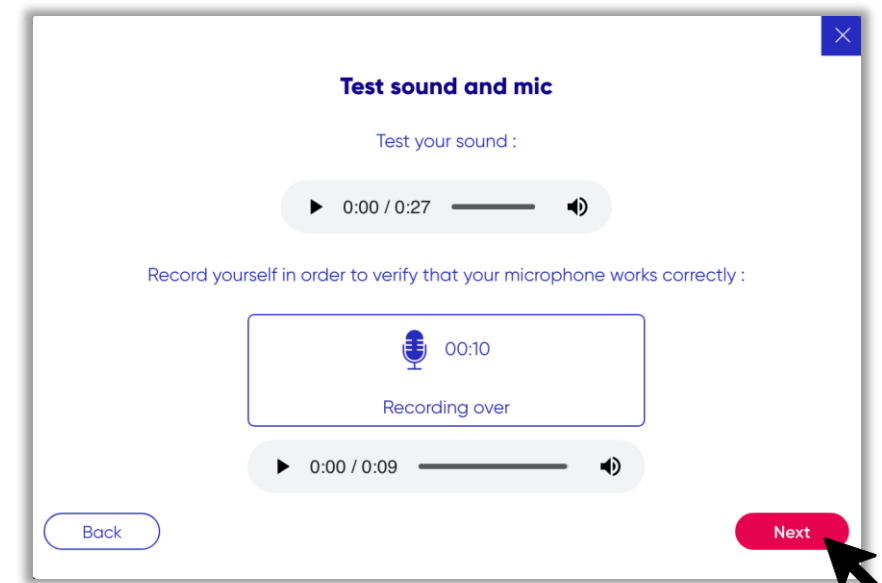 Test sound and mic
Test your sound :
0:00 / 0:27
Record yourself in order to verify that your microphone works correctly :
00:10
Recording over
0:00 / 0:09
Back
Next